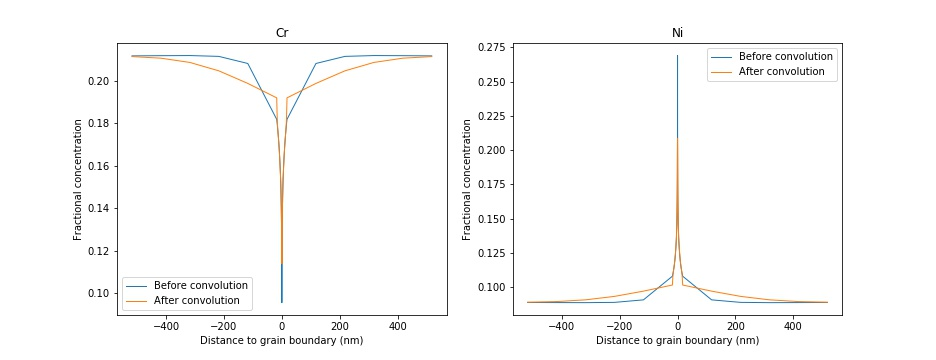 Cr
0.20
0.18
0.16
0.14
0.12
0.10
Fractional concentration
Before convolution
After convolution
−400
−200
0
200
400
Distance to grain boundary (nm)
Ni
0.275
0.250
0.225
0.200
0.175
0.150
0.125
0.100
Fractional concentration
Before convolution
After convolution
−400
−200
0
200
400
Distance to grain boundary (nm)